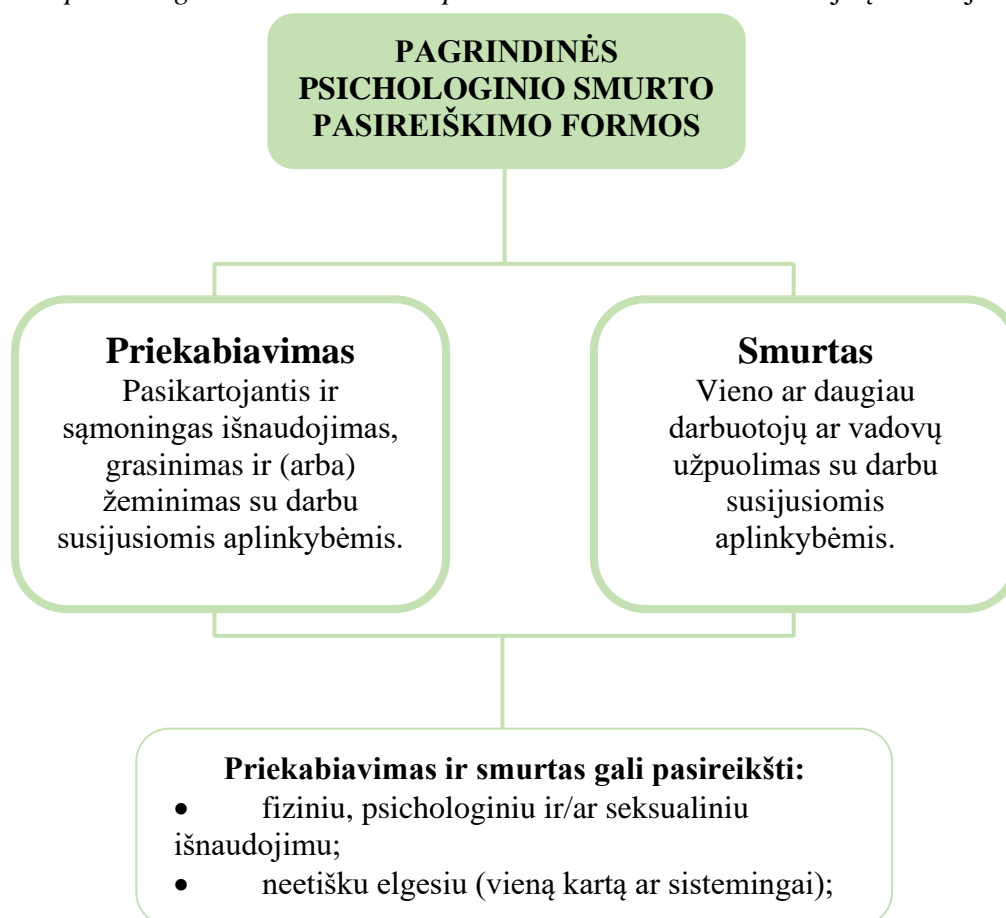 PAGRINDINĖS
PSICHOLOGINIO SMURTO
PASIREIŠKIMO FORMOS
Priekabiavimas
Pasikartojantis ir
sąmoningas išnaudojimas,
grasinimas ir (arba)
žeminimas su darbu
susijusiomis aplinkybėmis.
Smurtas
Vieno ar daugiau
darbuotojų ar vadovų
užpuolimas su darbu
susijusiomis
aplinkybėmis.
Priekabiavimas ir smurtas gali pasireikšti:
• fiziniu, psichologiniu ir/ar seksualiniu
išnaudojimu;
• neetišku elgesiu (vieną kartą ar sistemingai);